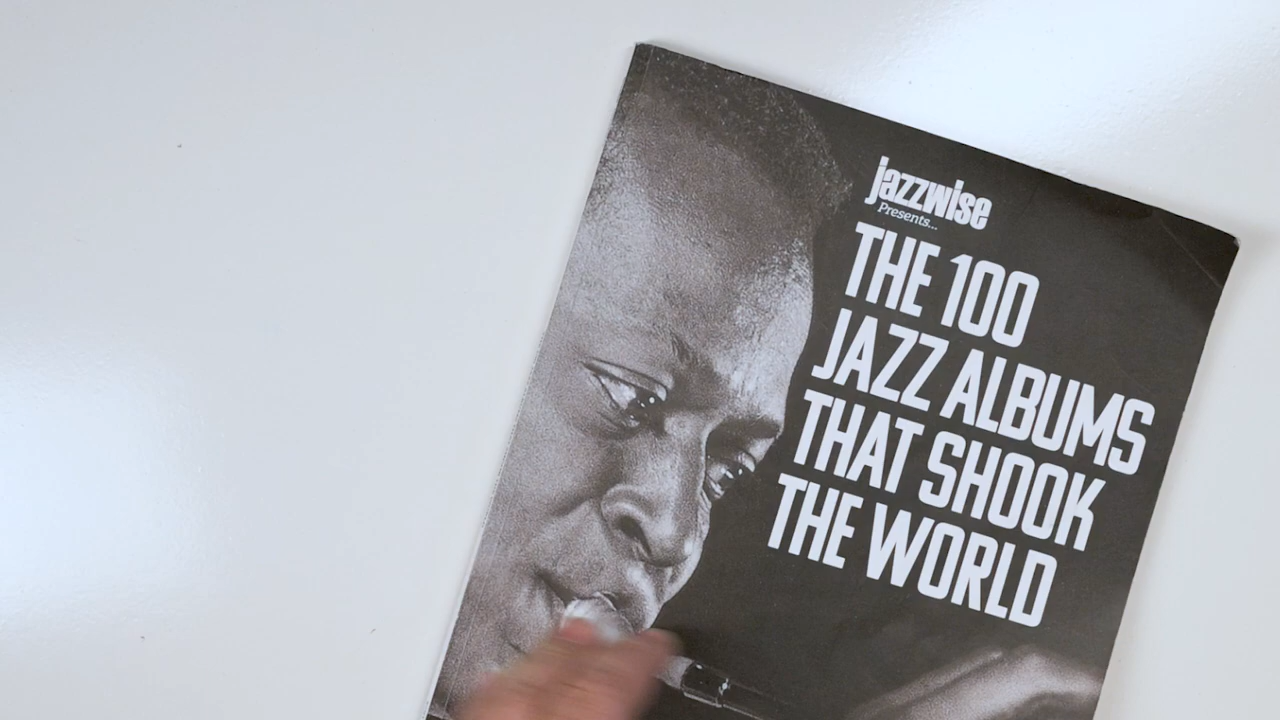 jazzwise
Presents...
THE 100
JAZZ ALBUMS
THAT SHOOK
THE WORLD